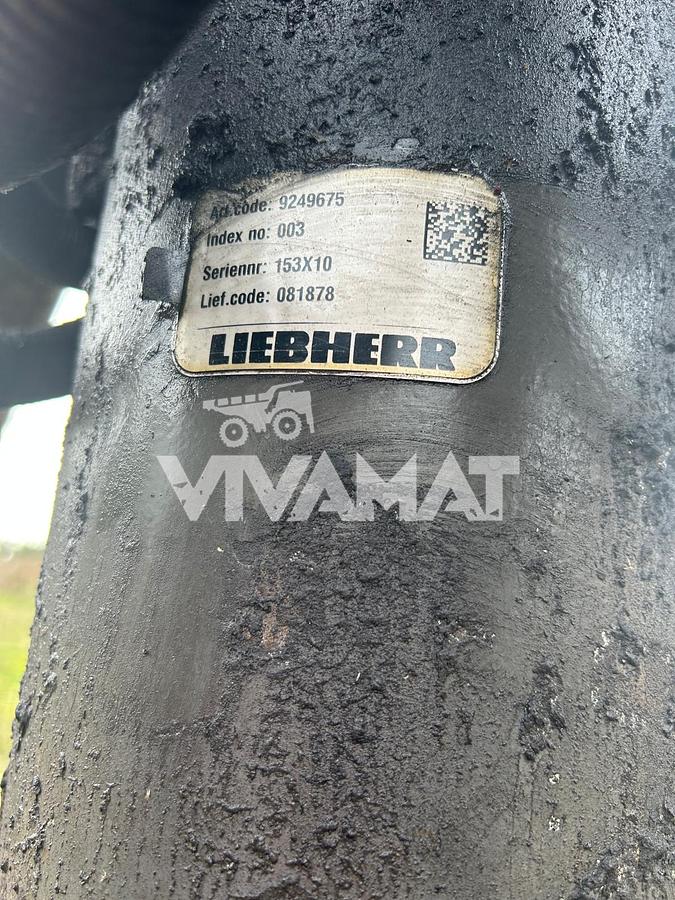 Art.code: 9249675
Index no: 003
Seriennr: 153X10
Lief.code: 081878
LIEBHERR
VIVAMAT